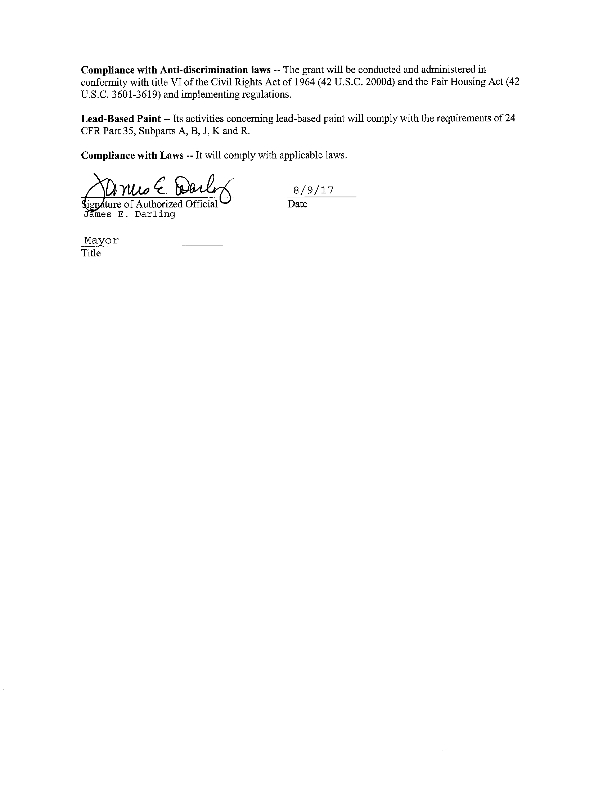 Compliance with Anti-discrimination laws -- The grant will be conducted and administered in
conformity with title VI of the Civil Rights Act of 1964 (42 U.S.C. 2000d) and the Fair Housing Act (42
U.S.C. 3601-3619) and implementing regulations.
Lead-Based Paint -- Its activities concerning lead-based paint will comply with the requirements of 24
CFR Part 35, Subparts A, B, J, K and R.
Compliance with Laws -- It will comply with applicable laws.
James E. Darling 8/9/17
Signature of Authorized Official Date
James E. Darling
Mayor
Title